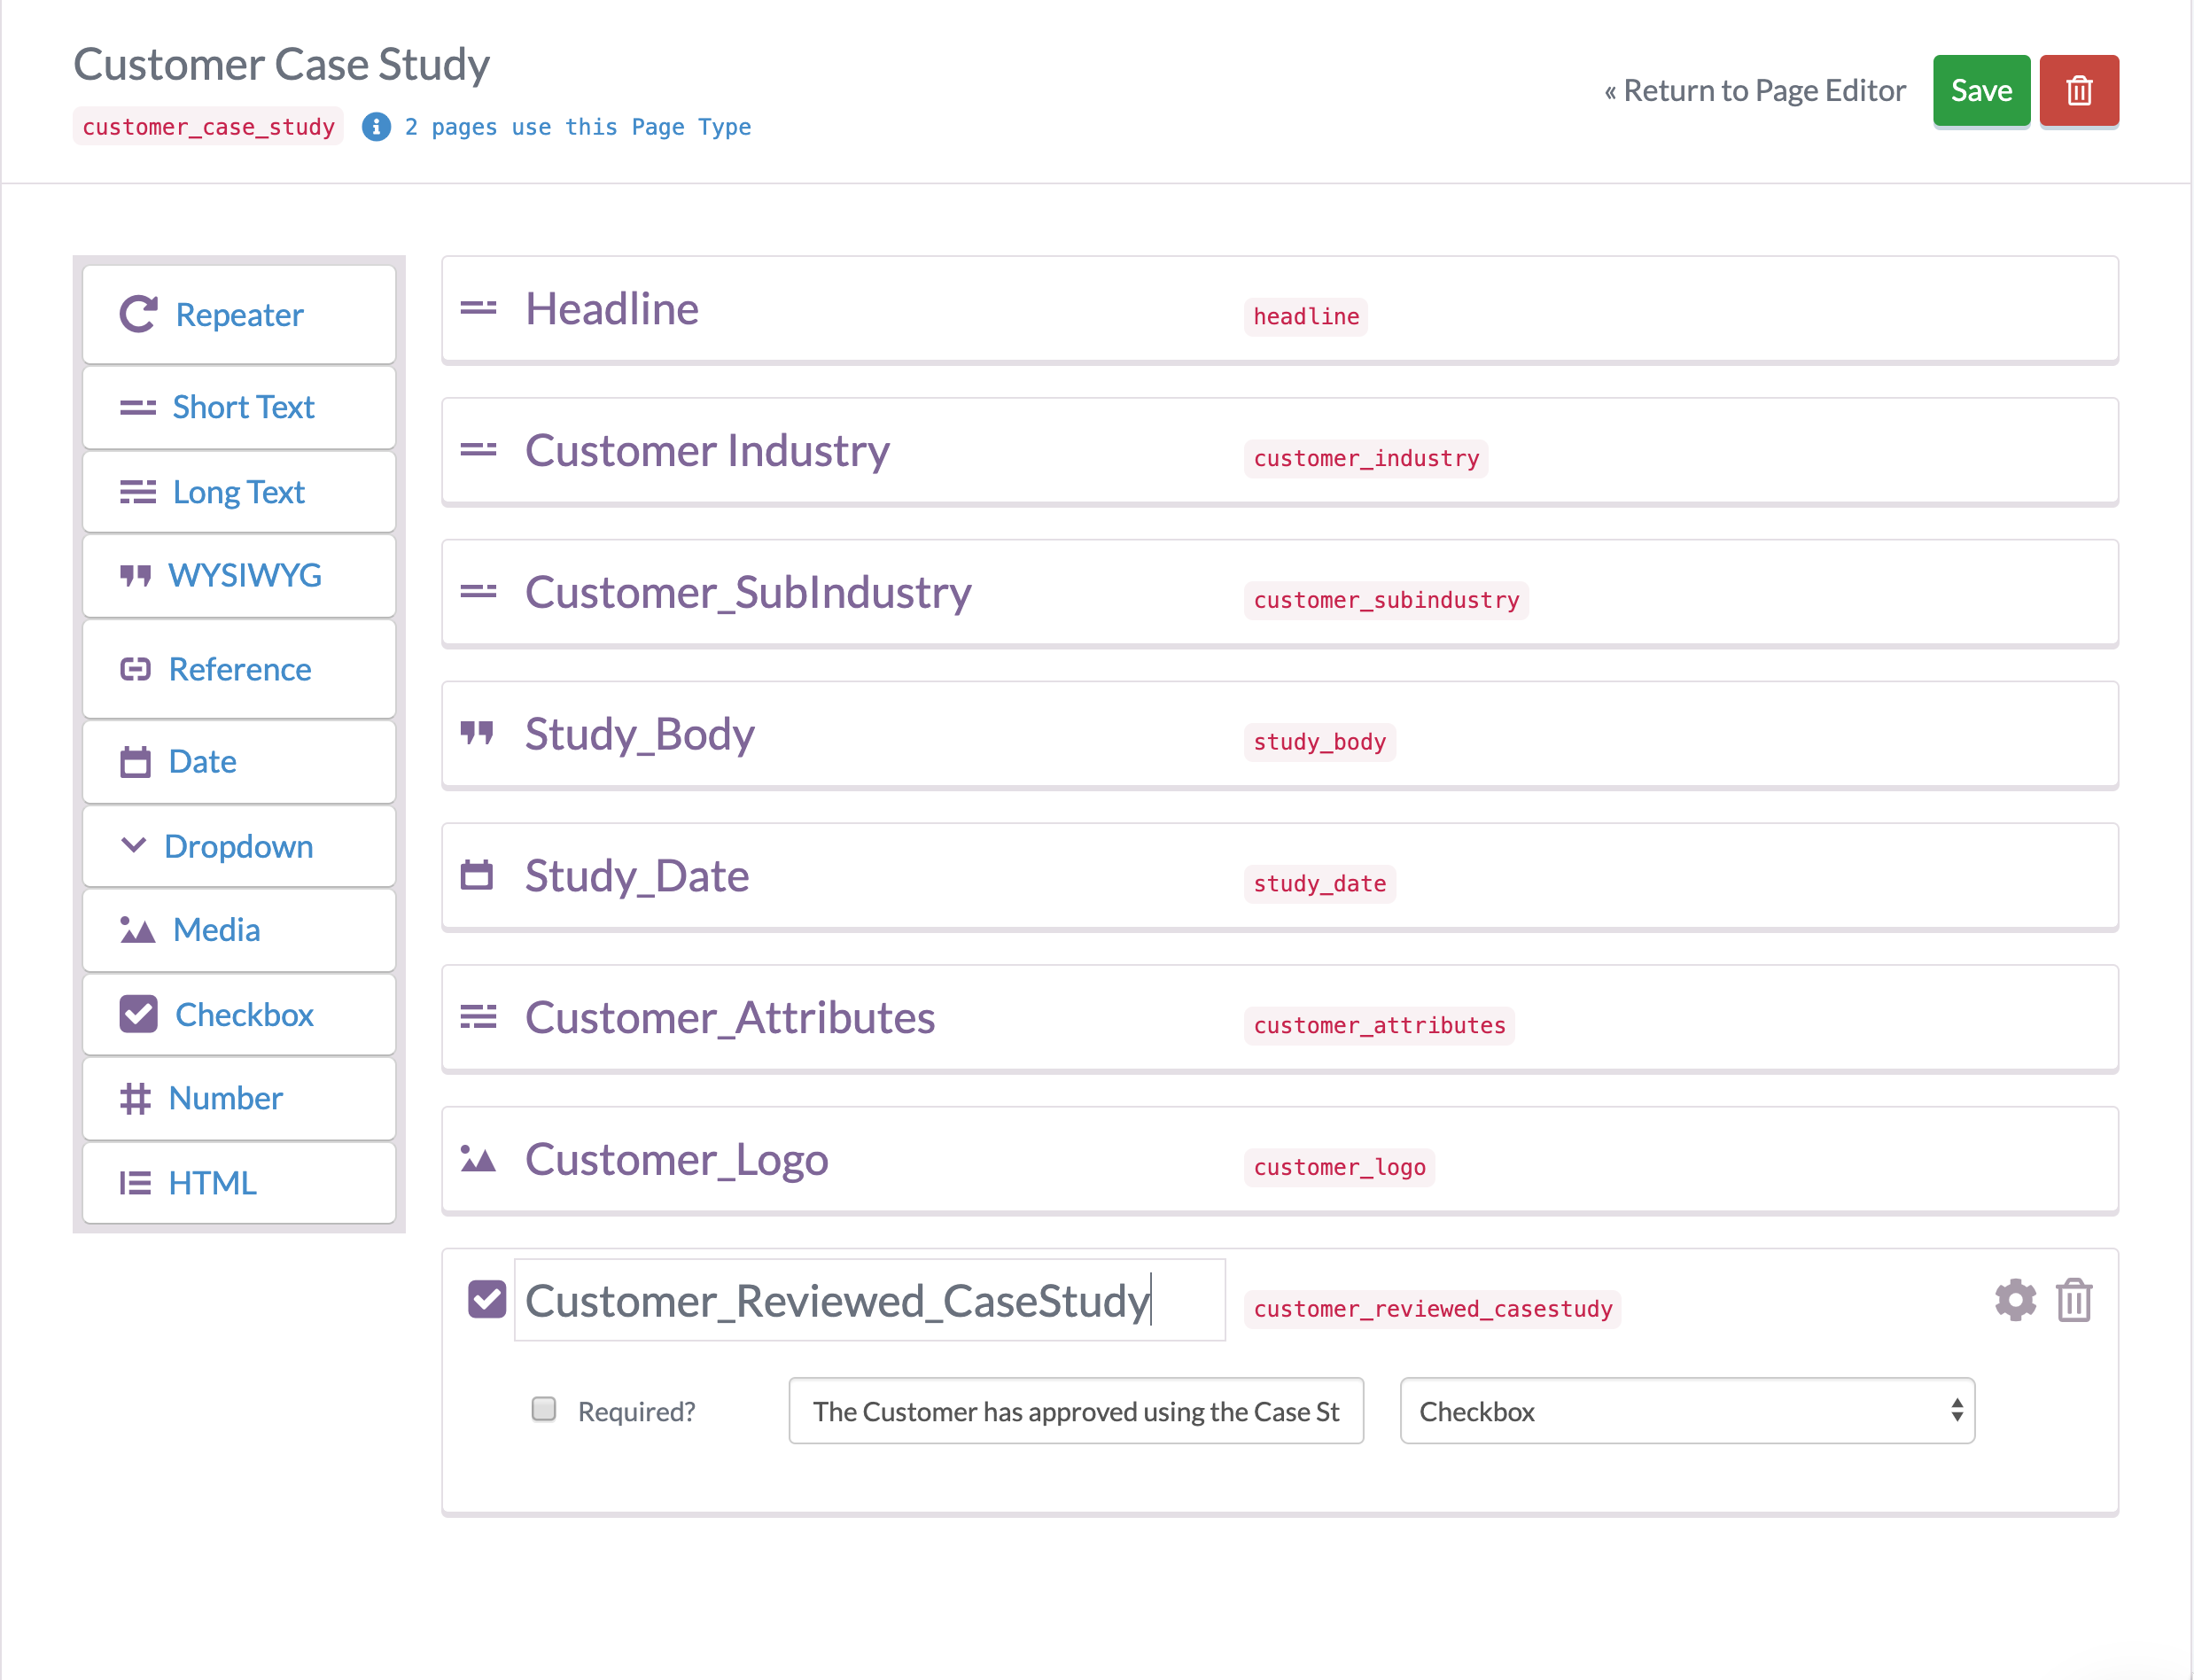 Customer Case Study
customer_case_study 2 pages use this Page Type
« Return to Page Editor Save
Repeater
Short Text
Long Text
WYSIWYG
Reference
Date
Dropdown
Media
Checkbox
Number
HTML
Headline headline
Customer Industry customer_industry
Customer_SubIndustry customer_subindustry
Study_Body study_body
Study_Date study_date
Customer_Attributes customer_attributes
Customer_Logo customer_logo
Customer_Reviewed_CaseStudy customer_reviewed_casestudy
Required? The Customer has approved using the Case St Checkbox